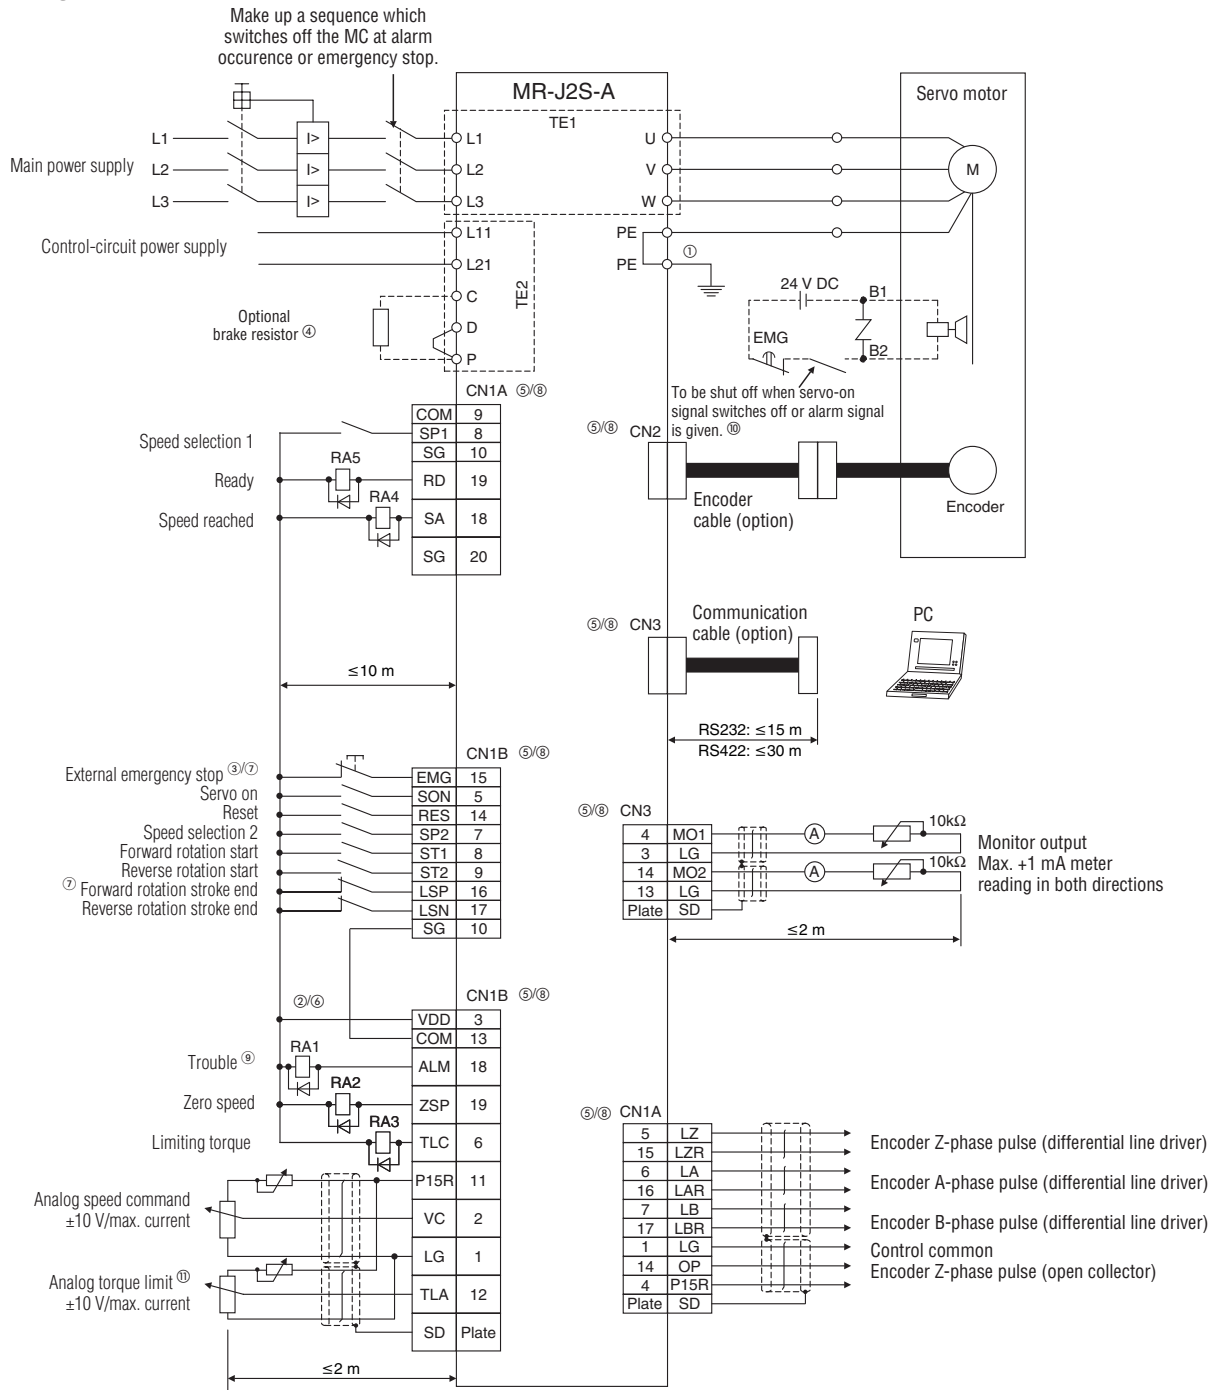 Make up a sequence which
switches off the MC at alarm
occurence or emergency stop.
MR-J2S-A
Servo motor
TE1
L1
I>
L1
U
Main power supply
L2
I>
L2
V
M
L3
I>
L3
W
Control-circuit power supply
L11
PE
L21
PE
①
TE2
C
24 V DC
B1
Optional
brake resistor ④
D
EMG
B2
P
To be shut off when servo-on
signal switches off or alarm signal
is given. ⑩
CN1A ⑤/⑧
COM 9
Speed selection 1
SP1 8
SG 10
RA5
Ready
RD 19
RA4
Speed reached
SA 18
SG 20
⑤/⑧ CN2
Encoder
cable (option)
Encoder
⑤/⑧ CN3
Communication
cable (option)
PC
≤10 m
RS232: ≤15 m
RS422: ≤30 m
CN1B ⑤/⑧
External emergency stop ③/⑦
EMG 15
Servo on
SON 5
Reset
RES 14
Speed selection 2
SP2 7
Forward rotation start
ST1 8
Reverse rotation start
ST2 9
⑦ Forward rotation stroke end
LSP 16
Reverse rotation stroke end
LSN 17
SG 10
⑤/⑧ CN3
4 MO1
A
10kΩ
3 LG
14 MO2
A
10kΩ
13 LG
Plate SD
Monitor output
Max. +1 mA meter
reading in both directions
≤2 m
CN1B ⑤/⑧
②/⑥
VDD 3
COM 13
RA1
Trouble ⑨
ALM 18
RA2
Zero speed
ZSP 19
RA3
Limiting torque
TLC 6
P15R 11
Analog speed command
±10 V/max. current
VC 2
LG 1
Analog torque limit ⑪
±10 V/max. current
TLA 12
SD Plate
≤2 m
⑤/⑧ CN1A
5 LZ
15 LZR
Encoder Z-phase pulse (differential line driver)
6 LA
16 LAR
Encoder A-phase pulse (differential line driver)
7 LB
17 LBR
Encoder B-phase pulse (differential line driver)
1 LG
Control common
14 OP
Encoder Z-phase pulse (open collector)
4 P15R
Plate SD